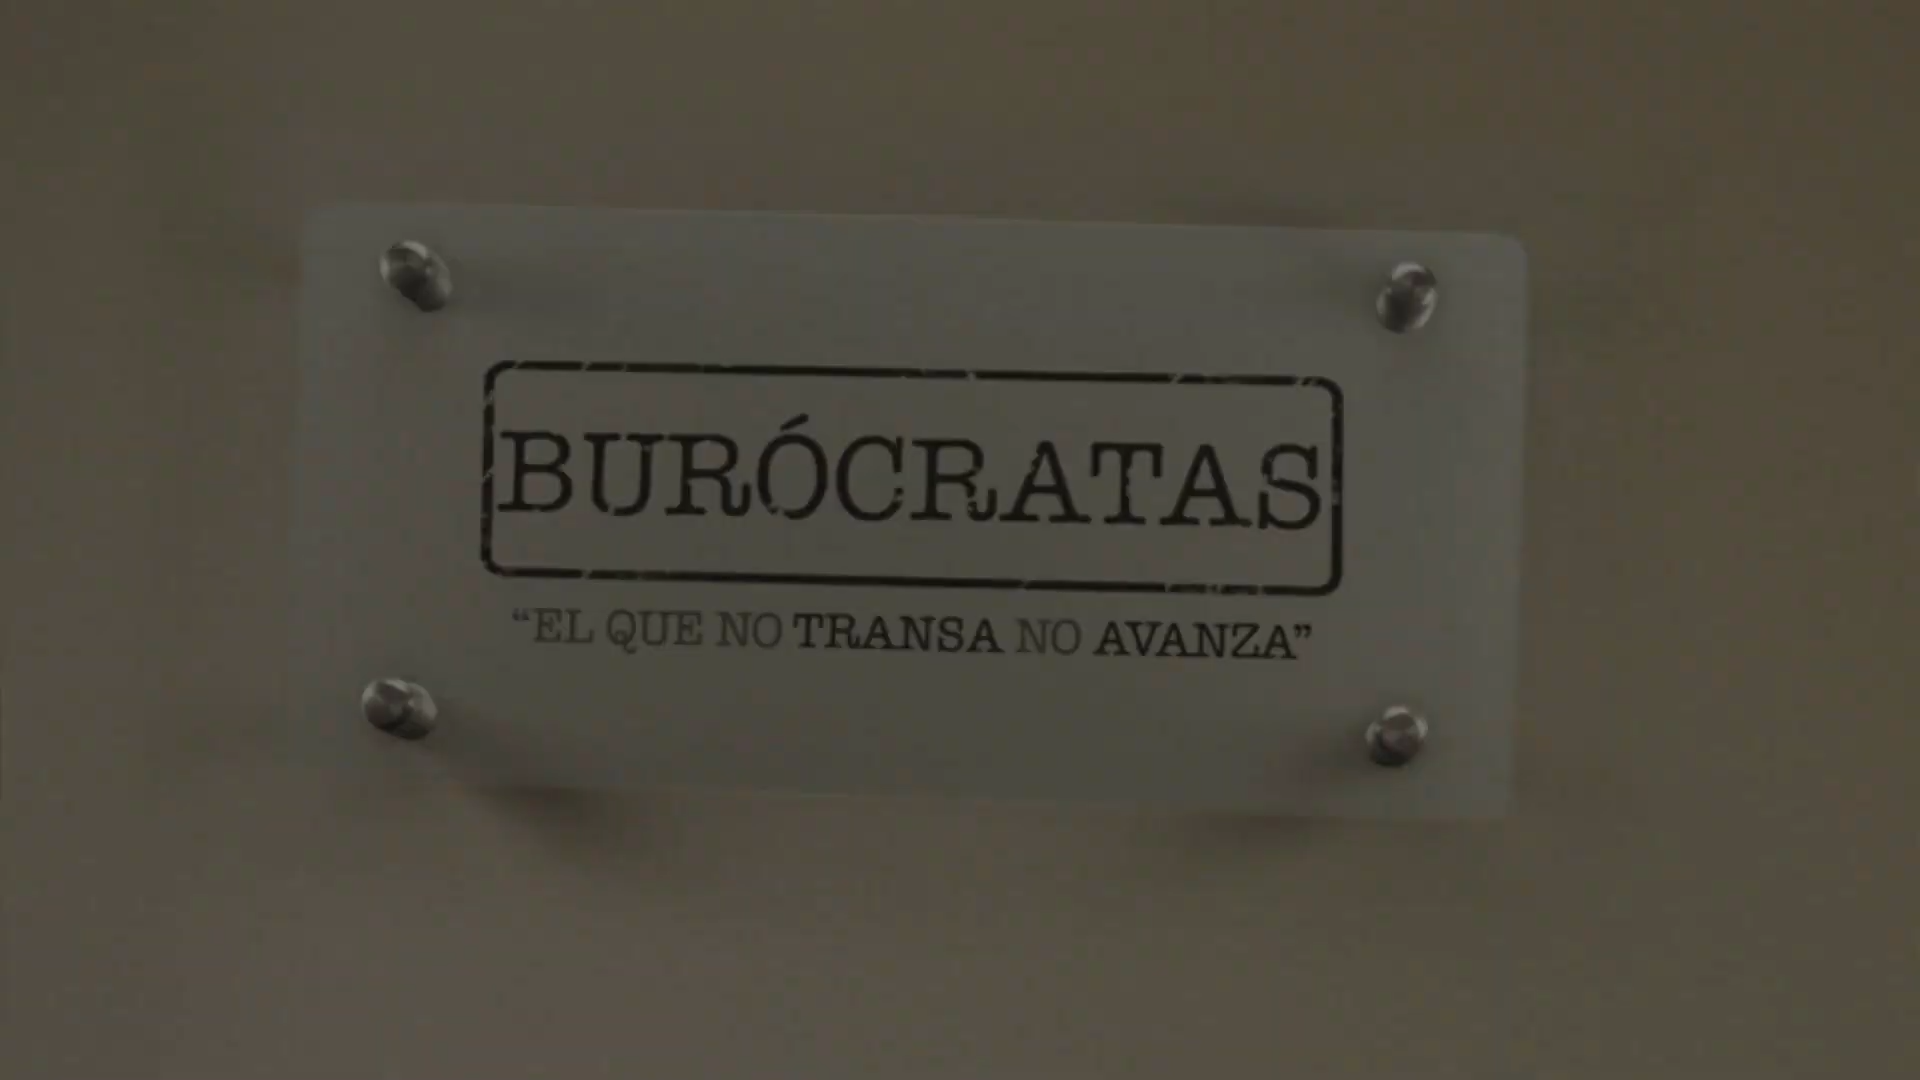 BURÓCRATAS
“EL QUE NO TRANSA NO AVANZA”